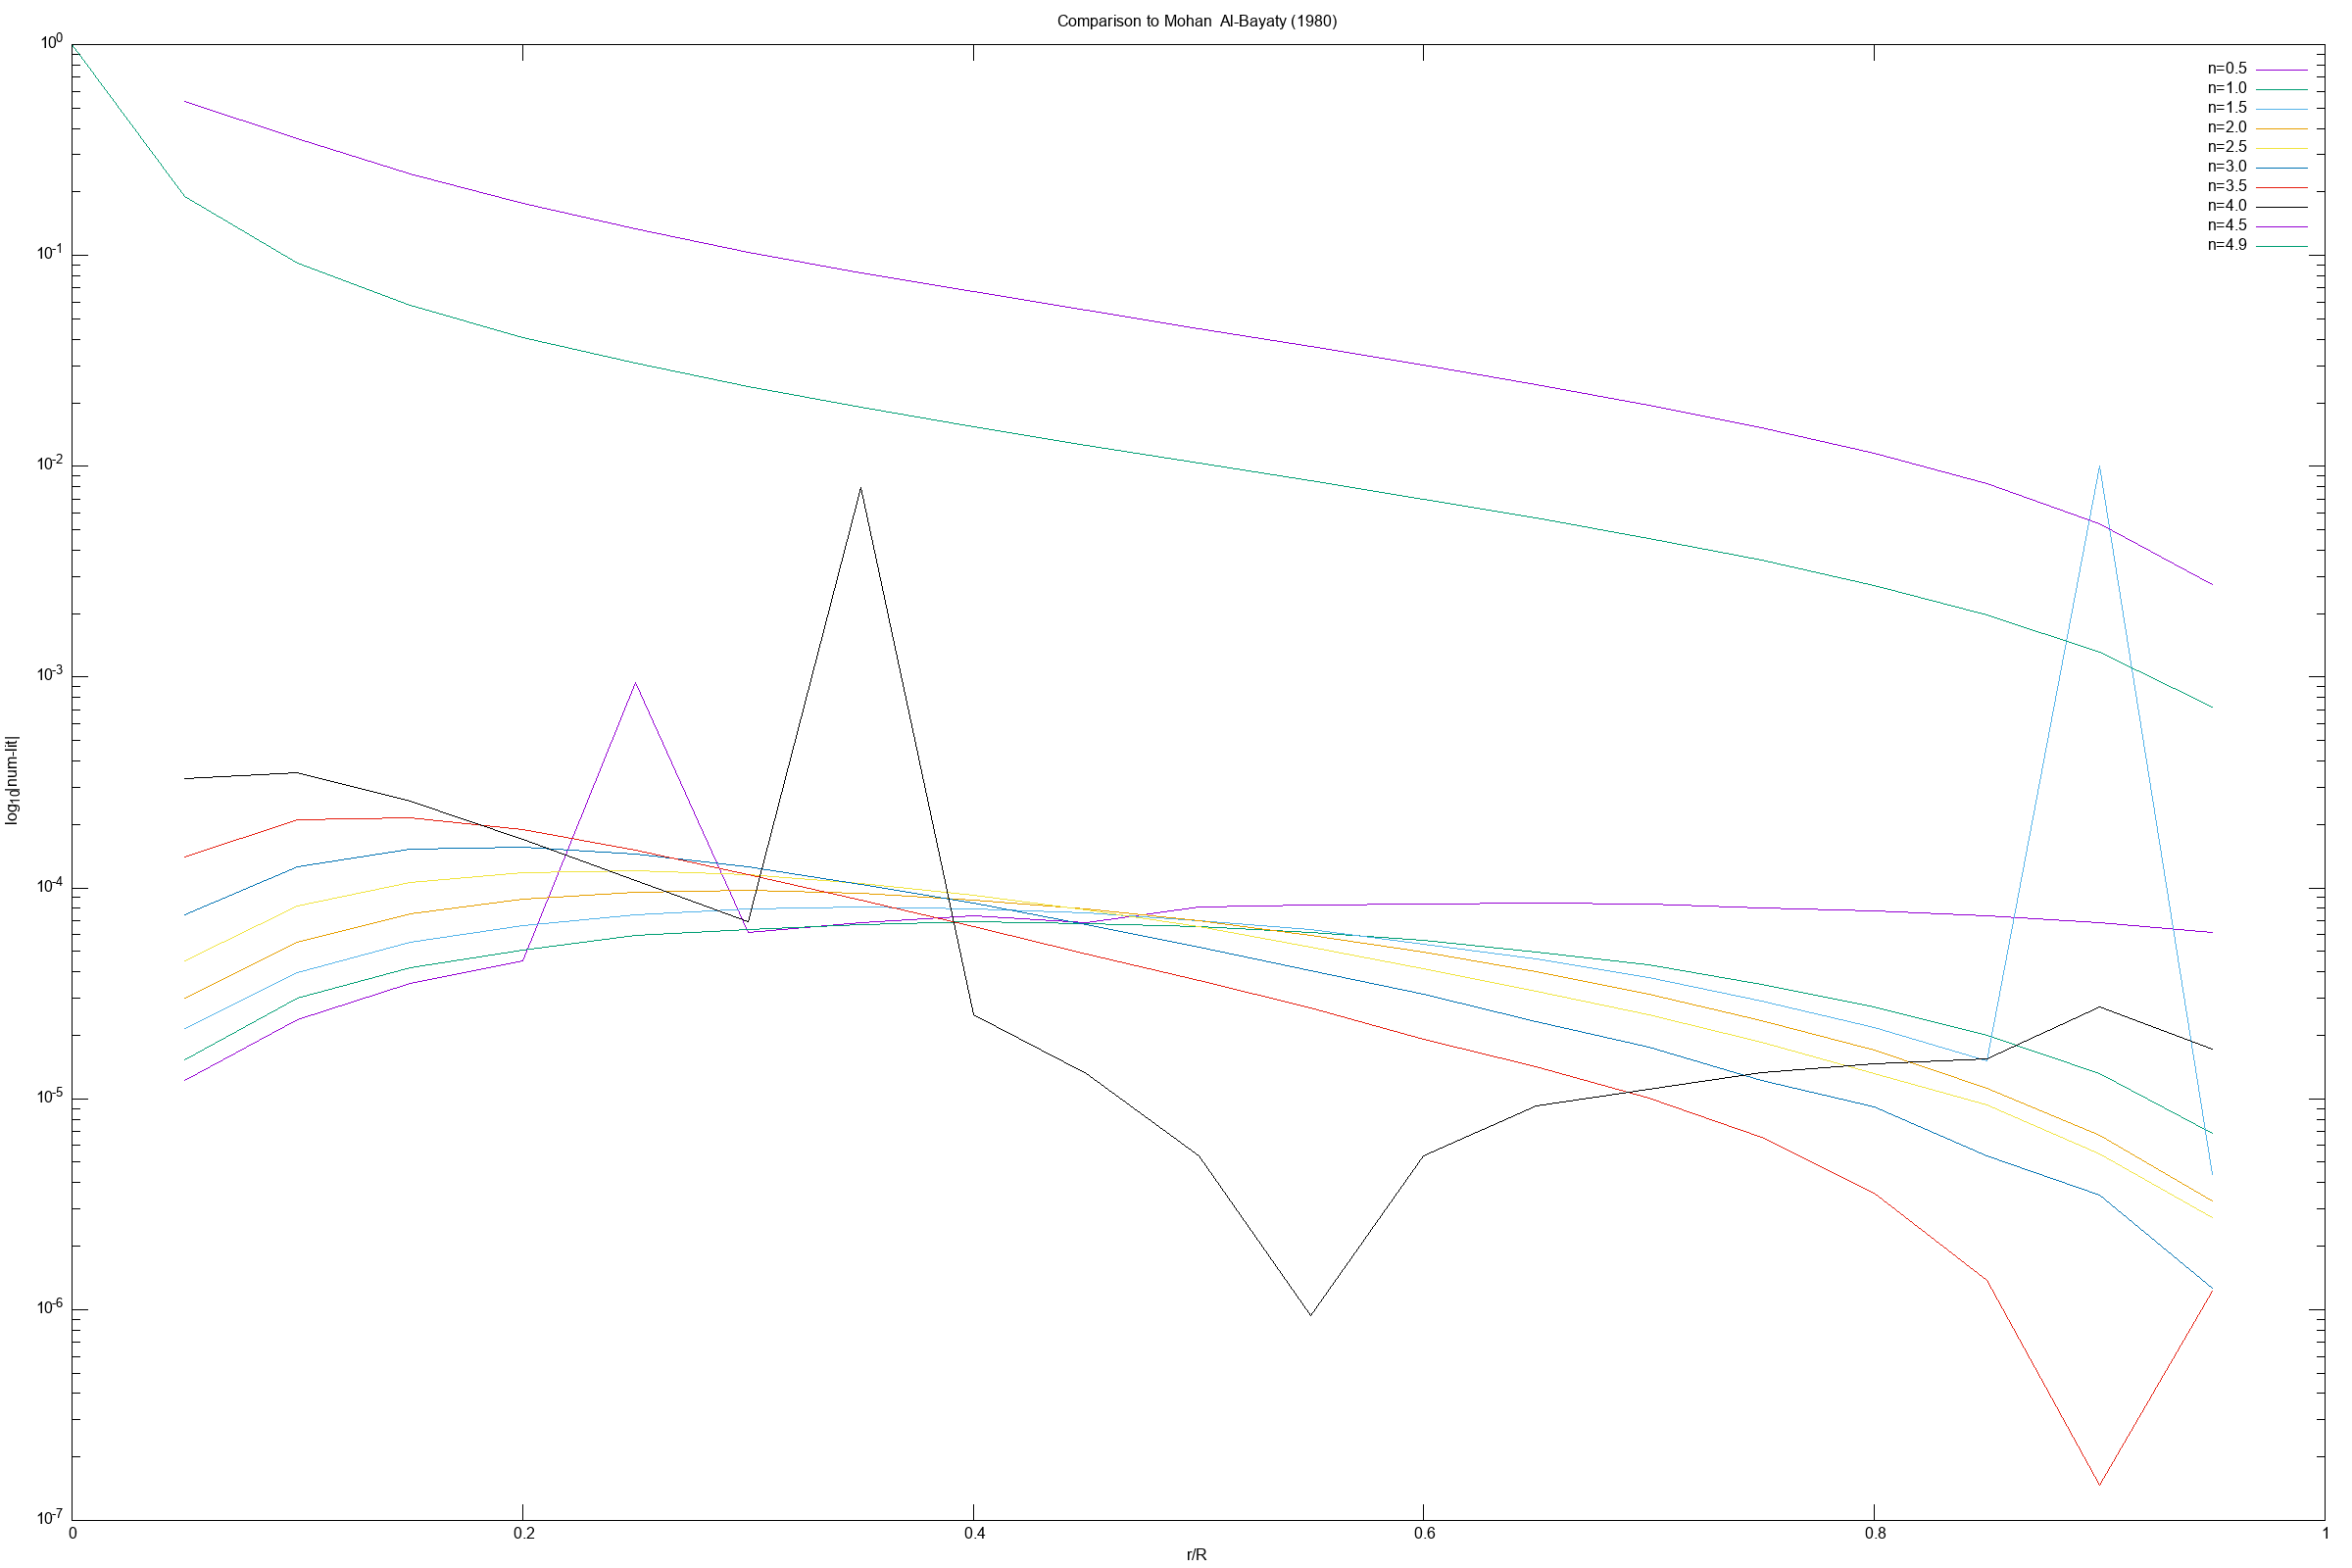 Comparison to Mohan  Al-Bayaty (1980)
10^0
10^-1
10^-2
10^-3
10^-4
10^-5
10^-6
10^-7
log_10|num-lit|
n=0.5
n=1.0
n=1.5
n=2.0
n=2.5
n=3.0
n=3.5
n=4.0
n=4.5
n=4.9
0 0.2 0.4 0.6 0.8 1
r/R